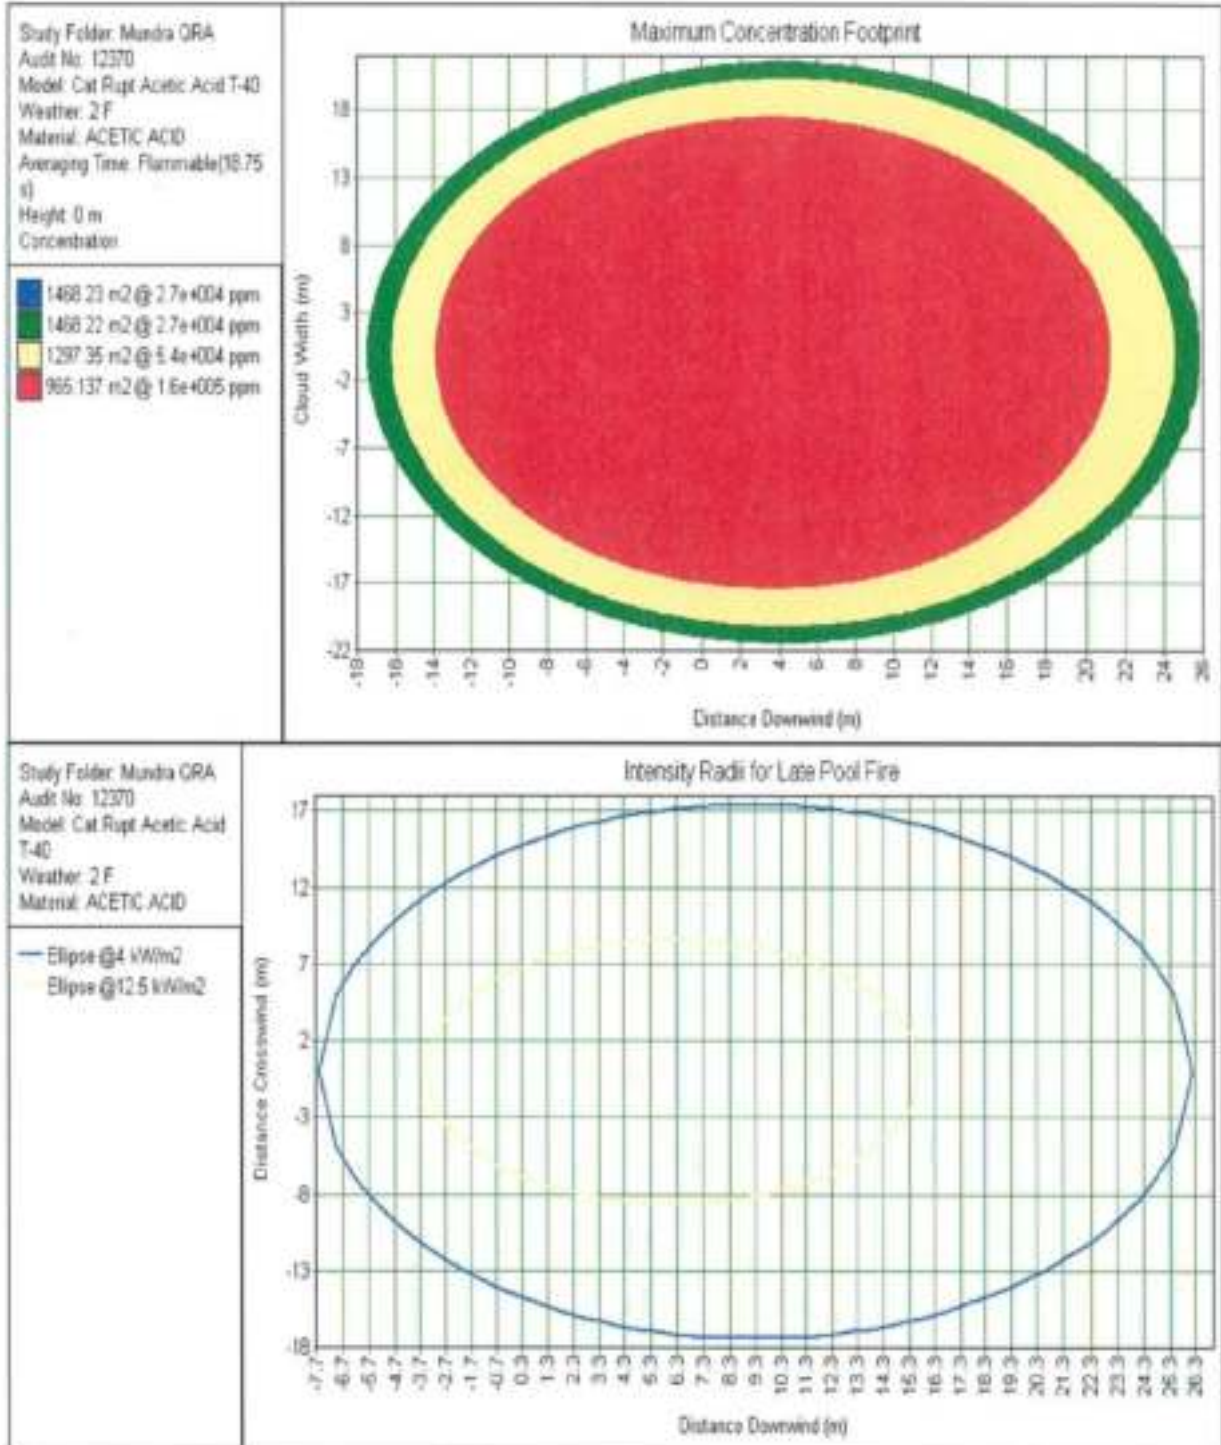 Study Folder: Mundra QRA
Audit No: 12370
Model: Cat Rupt Acetic Acid T-40
Weather: 2 F
Material: ACETIC ACID
Averaging Time: Flammable(18.75
s)
Height: 0 m
Concentration
1468.23 m2 @ 2.7e+004 ppm
1468.22 m2 @ 2.7e+004 ppm
1297.35 m2 @ 5.4e+004 ppm
965.137 m2 @ 1.6e+005 ppm
Maximum Concentration Footprint
Cloud Width (m)
18
13
8
3
-2
-7
-12
-17
-22
-18 -16 -14 -12 -10 -8 -6 -4 -2 0 2 4 6 8 10 12 14 16 18 20 22 24 26
Distance Downwind (m)
Study Folder: Mundra QRA
Audit No: 12370
Model: Cat Rupt Acetic Acid
T-40
Weather: 2 F
Material: ACETIC ACID
Ellipse @4 kW/m2
Ellipse @12.5 kW/m2
Intensity Radii for Late Pool Fire
Distance Crosswind (m)
17
12
7
2
-3
-8
-13
-18
-7.7 -6.7 -5.7 -4.7 -3.7 -2.7 -1.7 -0.7 0.3 1.3 2.3 3.3 4.3 5.3 6.3 7.3 8.3 9.3 10.3 11.3 12.3 13.3 14.3 15.3 16.3 17.3 18.3 19.3 20.3 21.3 22.3 23.3 24.3 25.3 26.3
Distance Downwind (m)